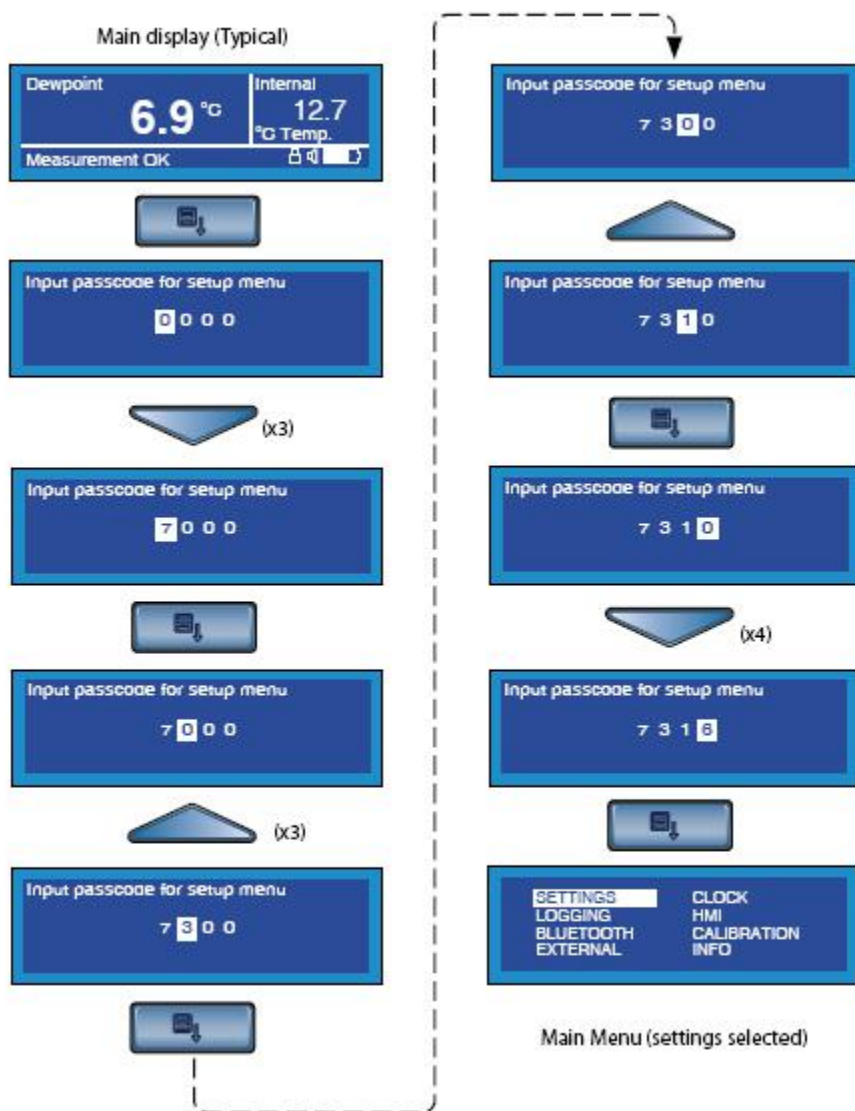 Main display (Typical)
Dewpoint
6.9 °C
Internal
12.7
°C Temp.
Measurement OK
Input passcode for setup menu
0 0 0 0
(x3)
Input passcode for setup menu
7 0 0 0
Input passcode for setup menu
7 0 0 0
(x3)
Input passcode for setup menu
7 3 0 0
Input passcode for setup menu
7 3 0 0
Input passcode for setup menu
7 3 1 0
Input passcode for setup menu
7 3 1 0
(x4)
Input passcode for setup menu
7 3 1 6
SETTINGS CLOCK
LOGGING HMI
BLUETOOTH CALIBRATION
EXTERNAL INFO
Main Menu (settings selected)